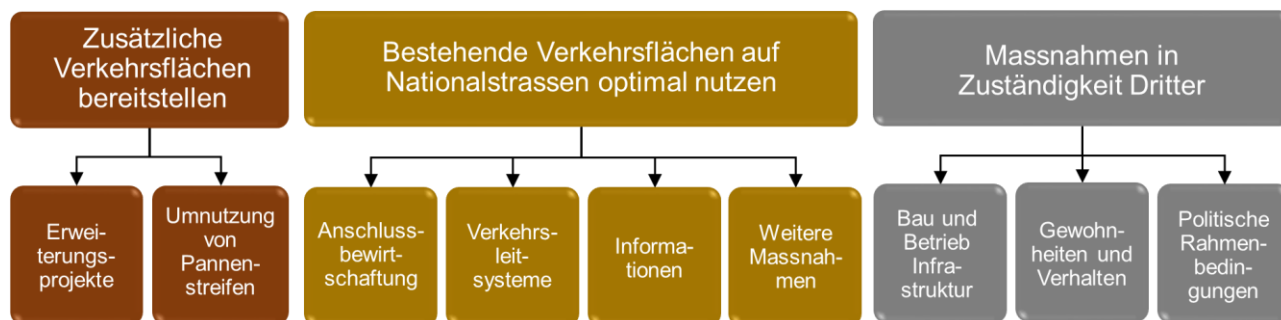 Zusätzliche
Verkehrsflächen
bereitstellen
Bestehende Verkehrsflächen auf
Nationalstrassen optimal nutzen
Massnahmen in
Zuständigkeit Dritter
Erwei-
terungs-
projekte
Umnutzung
von
Pannen-
streifen
Anschluss-
bewirt-
schaftung
Verkehrs-
leit-
systeme
Informa-
tionen
Weitere
Massnah-
men
Bau und
Betrieb
Infra-
struktur
Gewohn-
heiten und
Verhalten
Politische
Rahmen-
bedin-
gungen